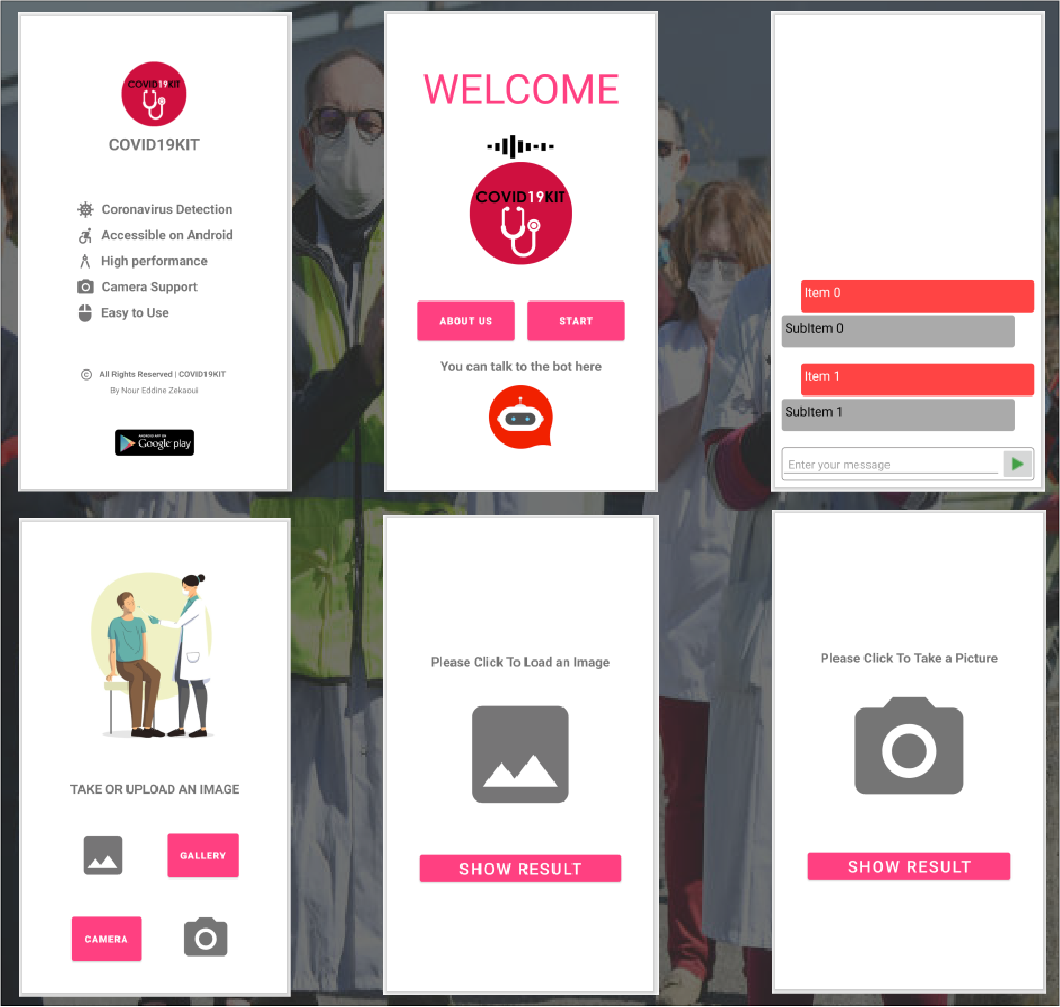 COVID19KIT
COVID19KIT
Coronavirus Detection
Accessible on Android
High performance
Camera Support
Easy to Use
© All Rights Reserved | COVID19KIT
By Nour Eddine Zekaoui
ANDROID APP ON
Google play
WELCOME
COVID19KIT
ABOUT US
START
You can talk to the bot here
Item 0
SubItem 0
Item 1
SubItem 1
Enter your message
TAKE OR UPLOAD AN IMAGE
GALLERY
CAMERA
Please Click To Load an Image
SHOW RESULT
Please Click To Take a Picture
SHOW RESULT